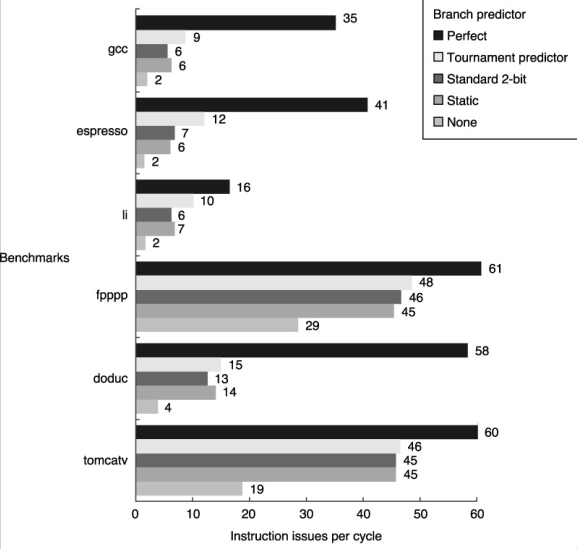 Branch predictor
Perfect
Tournament predictor
Standard 2-bit
Static
None
gcc
35
9
6
6
2
espresso
41
12
7
6
2
li
16
10
6
7
2
Benchmarks
fpppp
61
48
46
45
29
doduc
58
15
13
14
4
tomcatv
60
46
45
45
19
0 10 20 30 40 50 60
Instruction issues per cycle